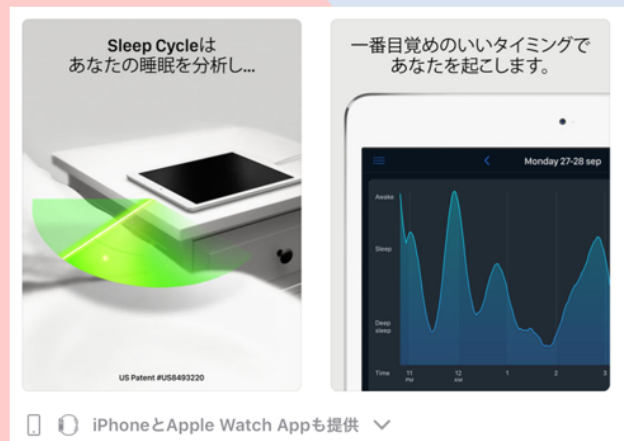 Sleep Cycleは
あなたの睡眠を分析し...
US Patent #US8493220
一番目覚めのいいタイミングで
あなたを起こします。
Monday 27-28 sep
Awake
Sleep
Deep
sleep
Time 11 12 1 2 3
PM AM
iPhoneとApple Watch Appも提供